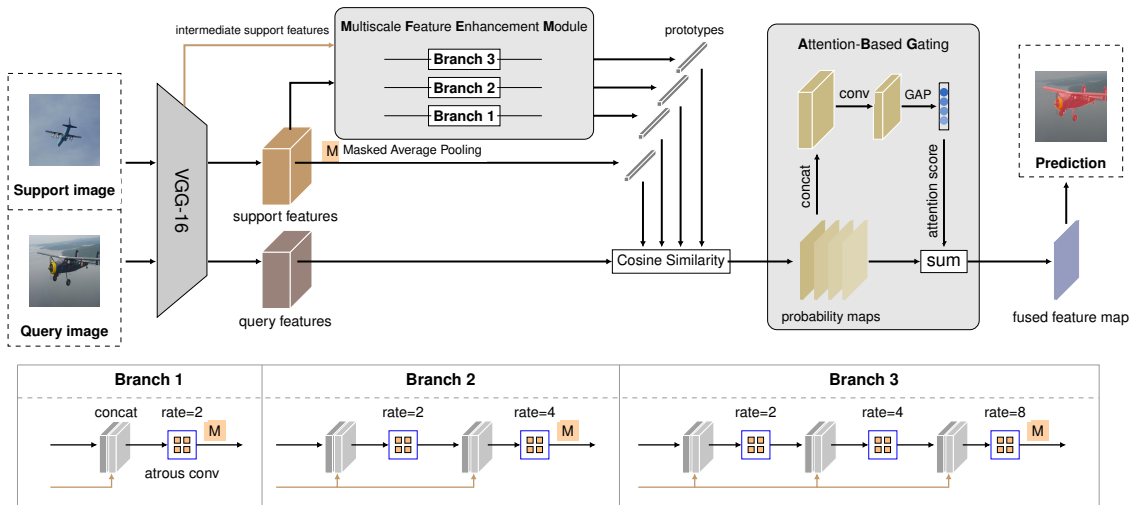 intermediate support features
Multiscale Feature Enhancement Module
Branch 3
Branch 2
Branch 1
prototypes
Attention-Based Gating
conv
GAP
concat
attention score
probability maps
sum
Support image
Query image
VGG-16
M
Masked Average Pooling
support features
query features
Cosine Similarity
Prediction
fused feature map
Branch 1
concat
rate=2
M
atrous conv
Branch 2
rate=2
rate=4
M
Branch 3
rate=2
rate=4
rate=8
M